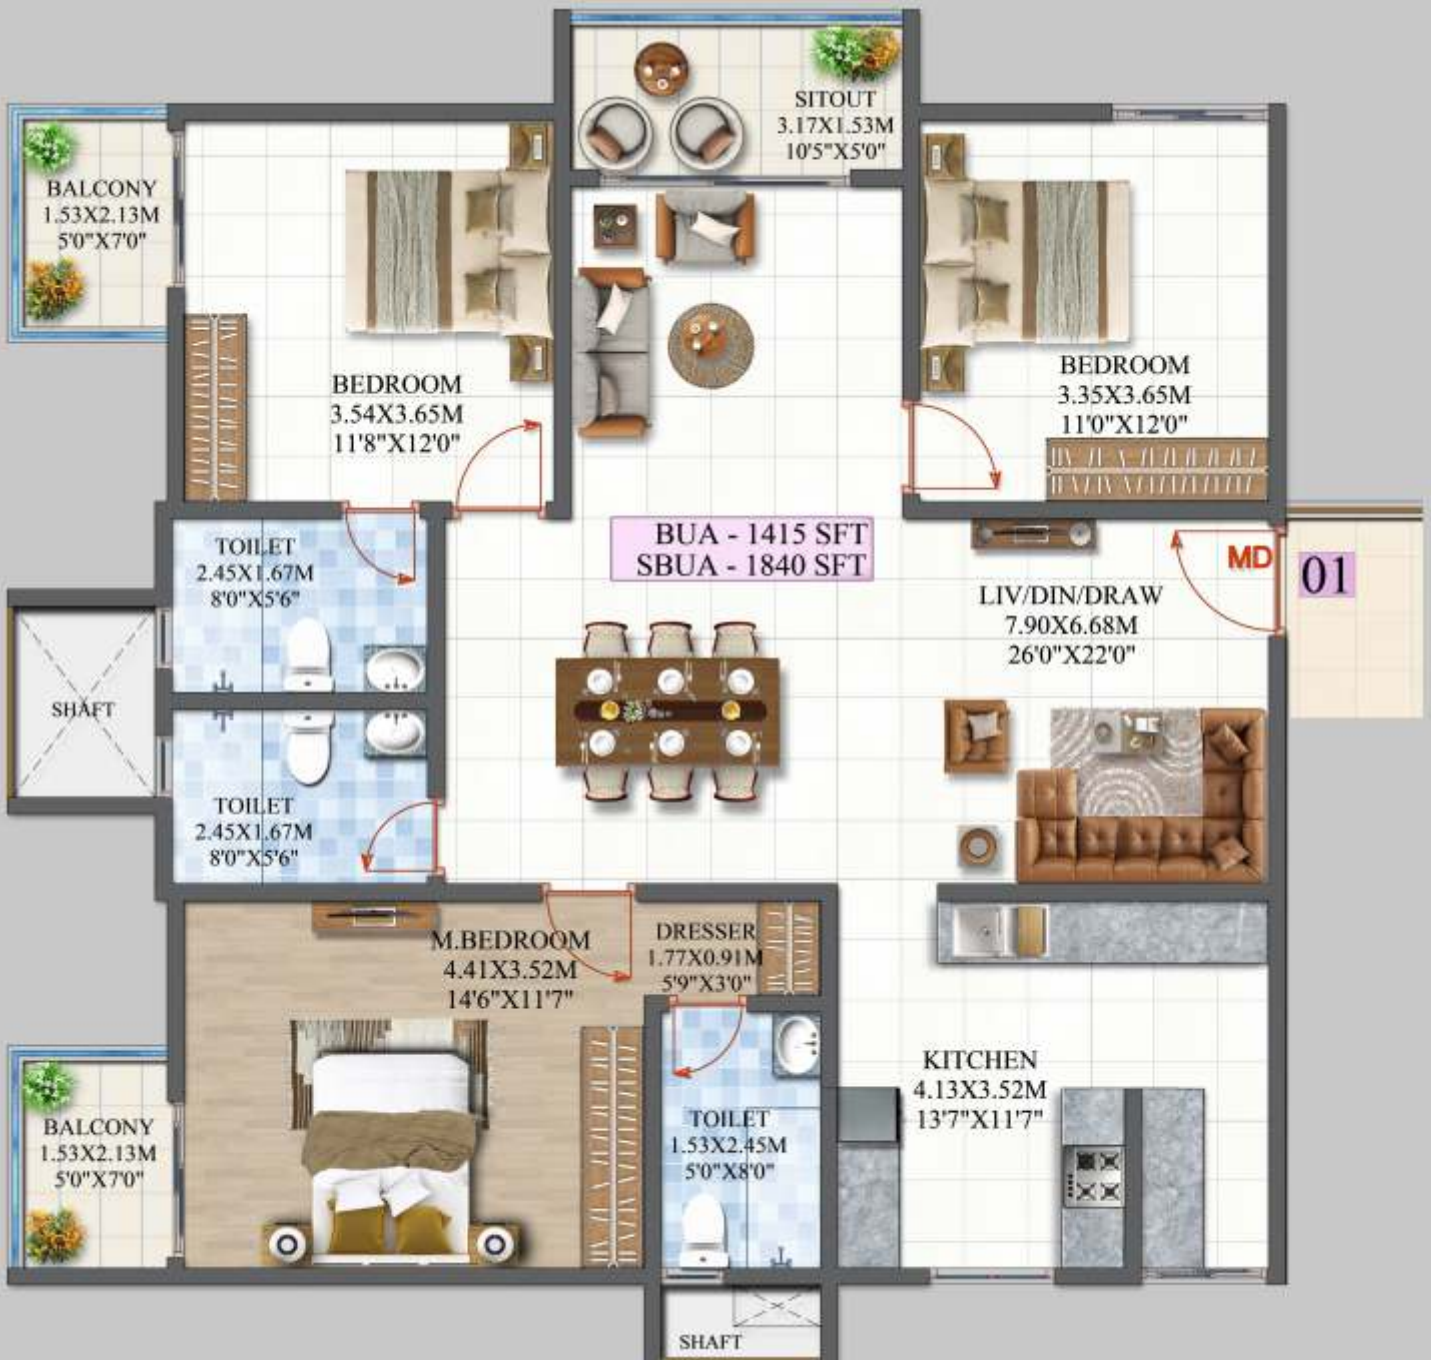 SITOUT
3.17X1.53M
10'5"X5'0"
BALCONY
1.53X2.13M
5'0"X7'0"
BEDROOM
3.54X3.65M
11'8"X12'0"
BEDROOM
3.35X3.65M
11'0"X12'0"
BUA - 1415 SFT
SBUA - 1840 SFT
TOILET
2.45X1.67M
8'0"X5'6"
MD
01
LIV/DIN/DRAW
7.90X6.68M
26'0"X22'0"
SHAFT
TOILET
2.45X1.67M
8'0"X5'6"
M.BEDROOM
4.41X3.52M
14'6"X11'7"
DRESSER
1.77X0.91M
5'9"X3'0"
KITCHEN
4.13X3.52M
13'7"X11'7"
BALCONY
1.53X2.13M
5'0"X7'0"
TOILET
1.53X2.45M
5'0"X8'0"
SHAFT